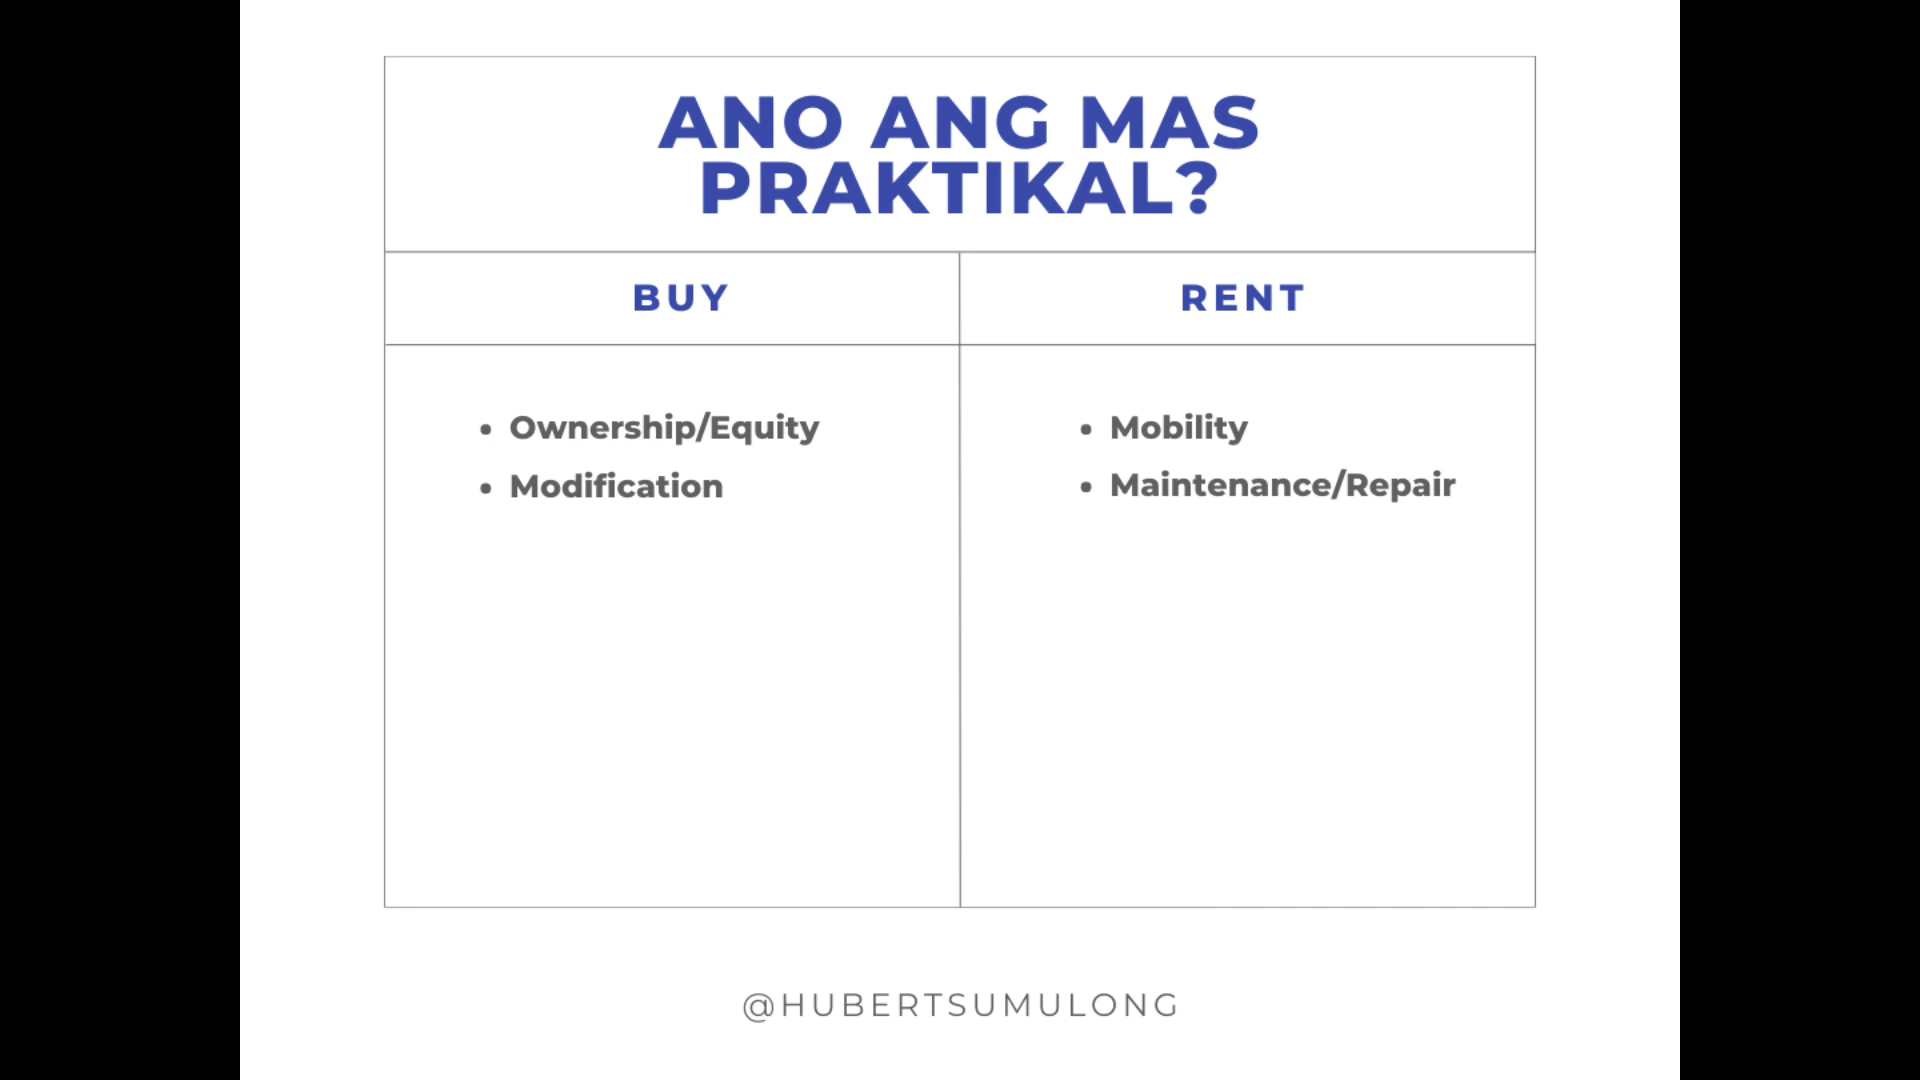 ANO ANG MAS
PRAKTIKAL?
BUY
RENT
• Ownership/Equity
• Modification
• Mobility
• Maintenance/Repair
@HUBERTSUMULONG